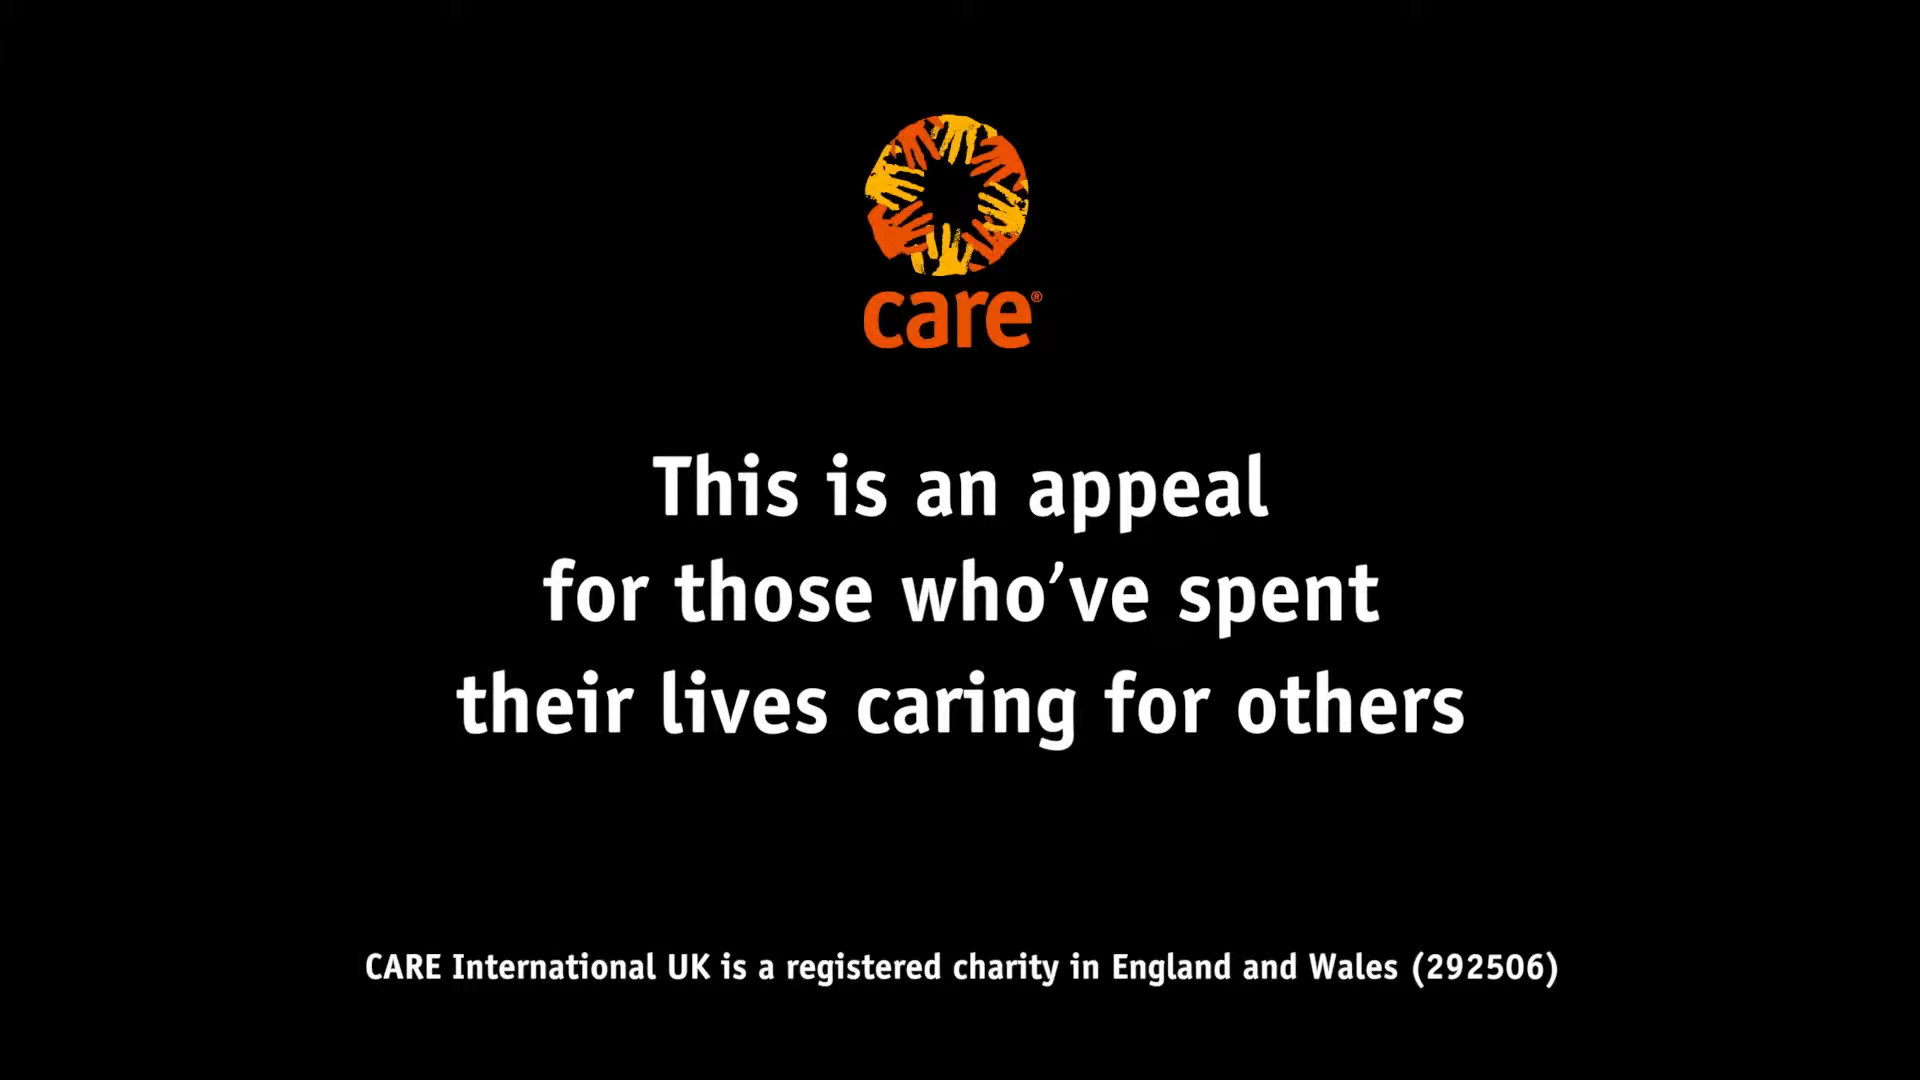 care®
This is an appeal
for those who've spent
their lives caring for others
CARE International UK is a registered charity in England and Wales (292506)